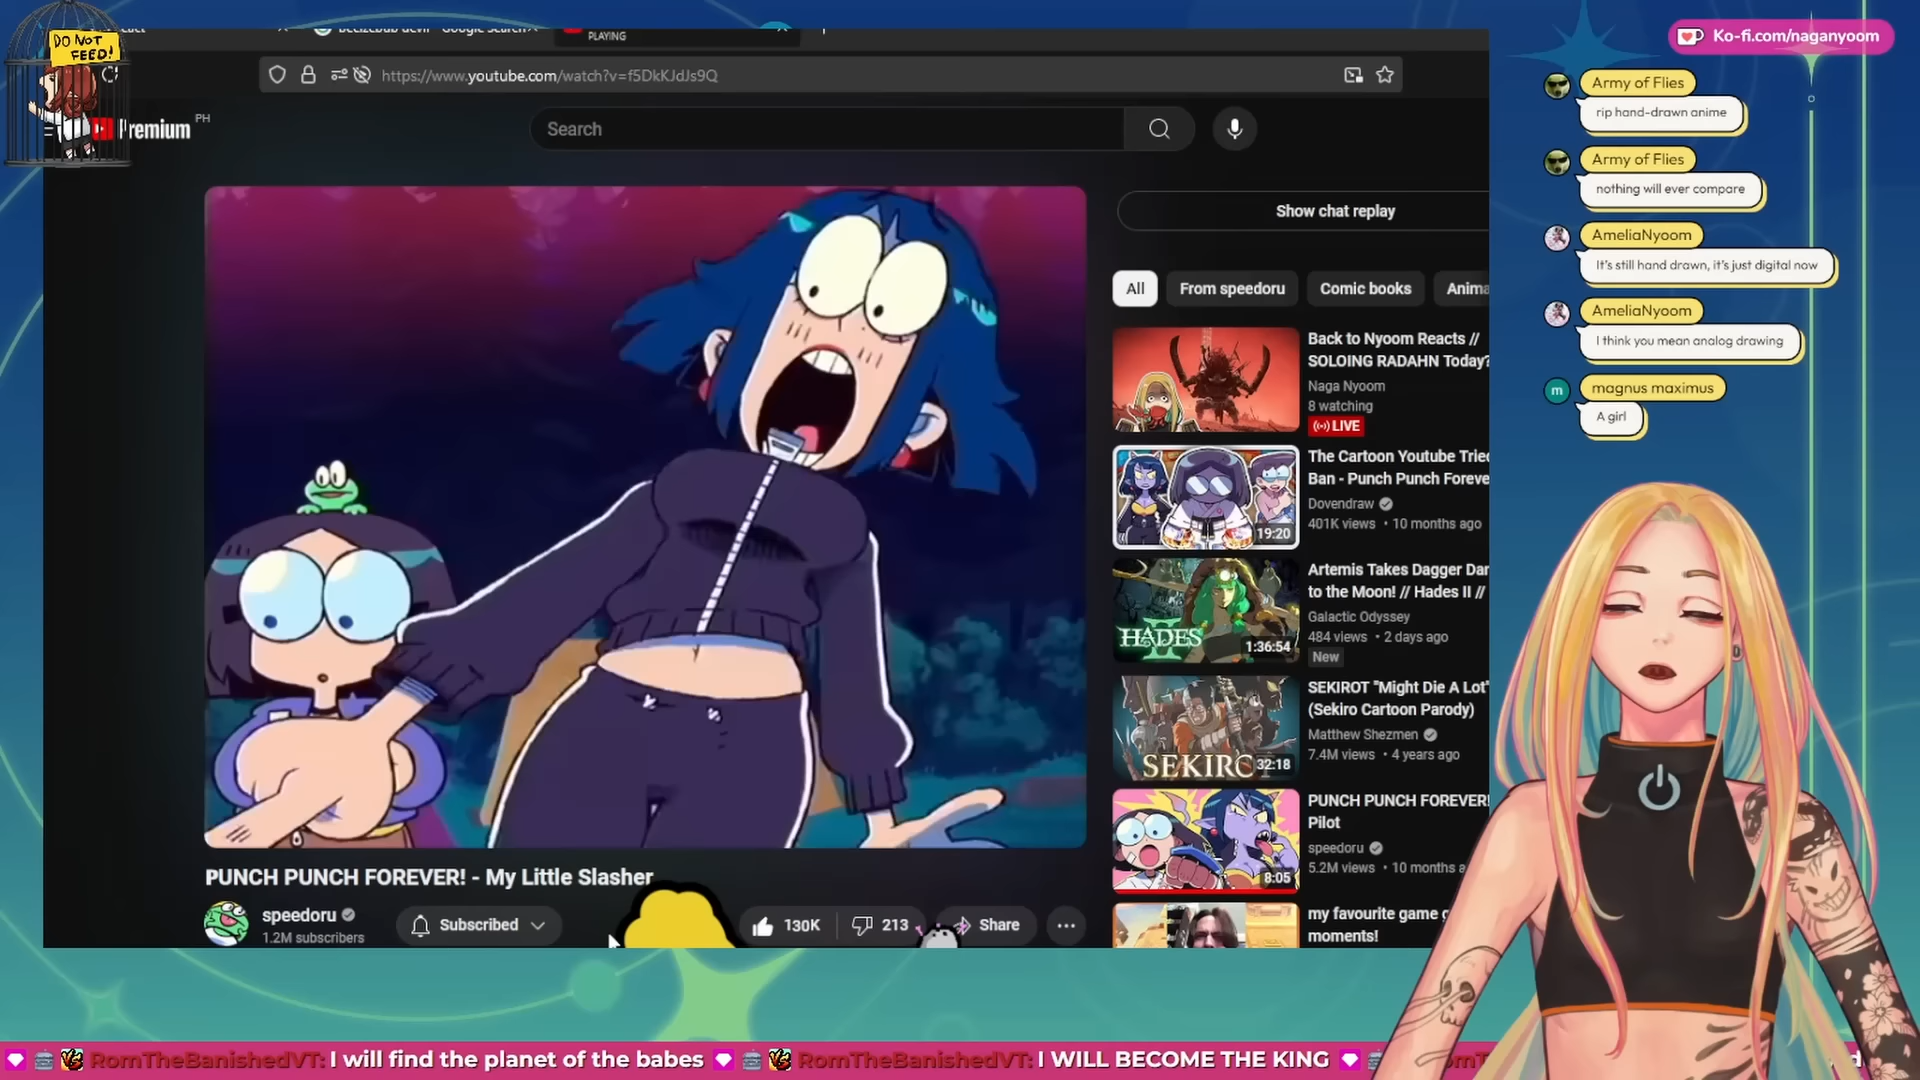 DO NOT
FEED!
Beelzebub devil - Google Search
PLAYING
https://www.youtube.com/watch?v=f5DkKJdJs9Q
Premium
PH
Search
Show chat replay
All
From speedoru
Comic books
Anima
Back to Nyoom Reacts //
SOLOING RADAHN Today?
Naga Nyoom
8 watching
LIVE
The Cartoon Youtube Tried
Ban - Punch Punch Foreve
Dovendraw
401K views • 10 months ago
19:20
Artemis Takes Dagger Dan
to the Moon! // Hades II //
Galactic Odyssey
484 views • 2 days ago
New
HADES
II
1:36:54
SEKIROT "Might Die A Lot"
(Sekiro Cartoon Parody)
Matthew Shezmen
7.4M views • 4 years ago
SEKIRO
32:18
PUNCH PUNCH FOREVER!
Pilot
speedoru
5.2M views • 10 months a
8:05
my favourite game g
moments!
PUNCH PUNCH FOREVER! - My Little Slasher
speedoru
1.2M subscribers
Subscribed
130K
213
Share
Ko-fi.com/naganyoom
Army of Flies
rip hand-drawn anime
Army of Flies
nothing will ever compare
AmeliaNyoom
It's still hand drawn, it's just digital now
AmeliaNyoom
I think you mean analog drawing
m
magnus maximus
A girl
RomTheBanishedVT: I will find the planet of the babes RomTheBanishedVT: I WILL BECOME THE KING